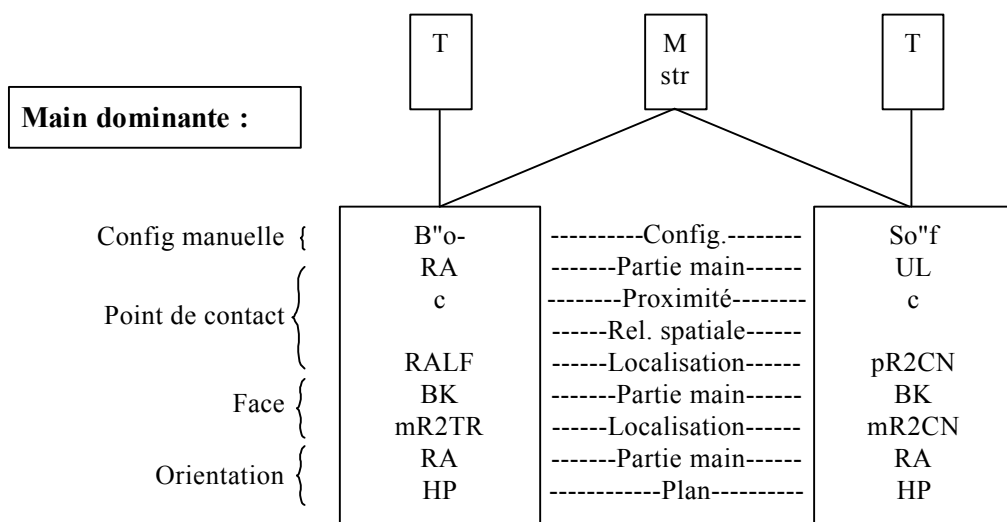 T M T
str
Main dominante :
Config manuelle { B"o- ----------Config.------ So"f
RA -------Partie main------ UL
c --------Proximité-------- c
Point de contact -------Rel. spatiale------
RALF -------Localisation------ pR2CN
BK -------Partie main------ BK
Face mR2TR -------Localisation------ mR2CN
RA -------Partie main------ RA
Orientation HP ------------Plan---------- HP